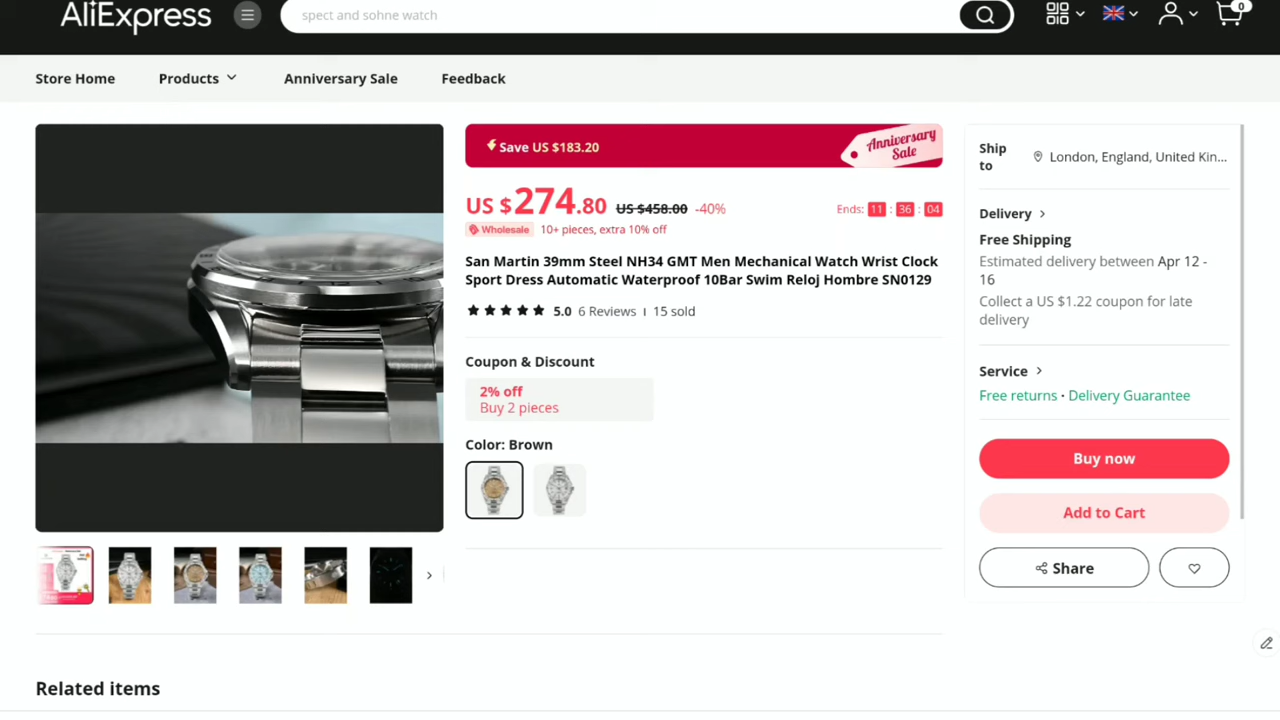 AliExpress
spect and sohne watch
0
Store Home
Products
Anniversary Sale
Feedback
Save US $183.20
Anniversary
Sale
US $274.80 US $458.00 -40%
Ends: 11 : 36 : 04
Wholesale 10+ pieces, extra 10% off
San Martin 39mm Steel NH34 GMT Men Mechanical Watch Wrist Clock
Sport Dress Automatic Waterproof 10Bar Swim Reloj Hombre SN0129
5.0 6 Reviews 15 sold
Coupon & Discount
2% off
Buy 2 pieces
Color: Brown
Ship
to
London, England, United Kin...
Delivery
Free Shipping
Estimated delivery between Apr 12 -
16
Collect a US $1.22 coupon for late
delivery
Service
Free returns · Delivery Guarantee
Buy now
Add to Cart
Share
Related items